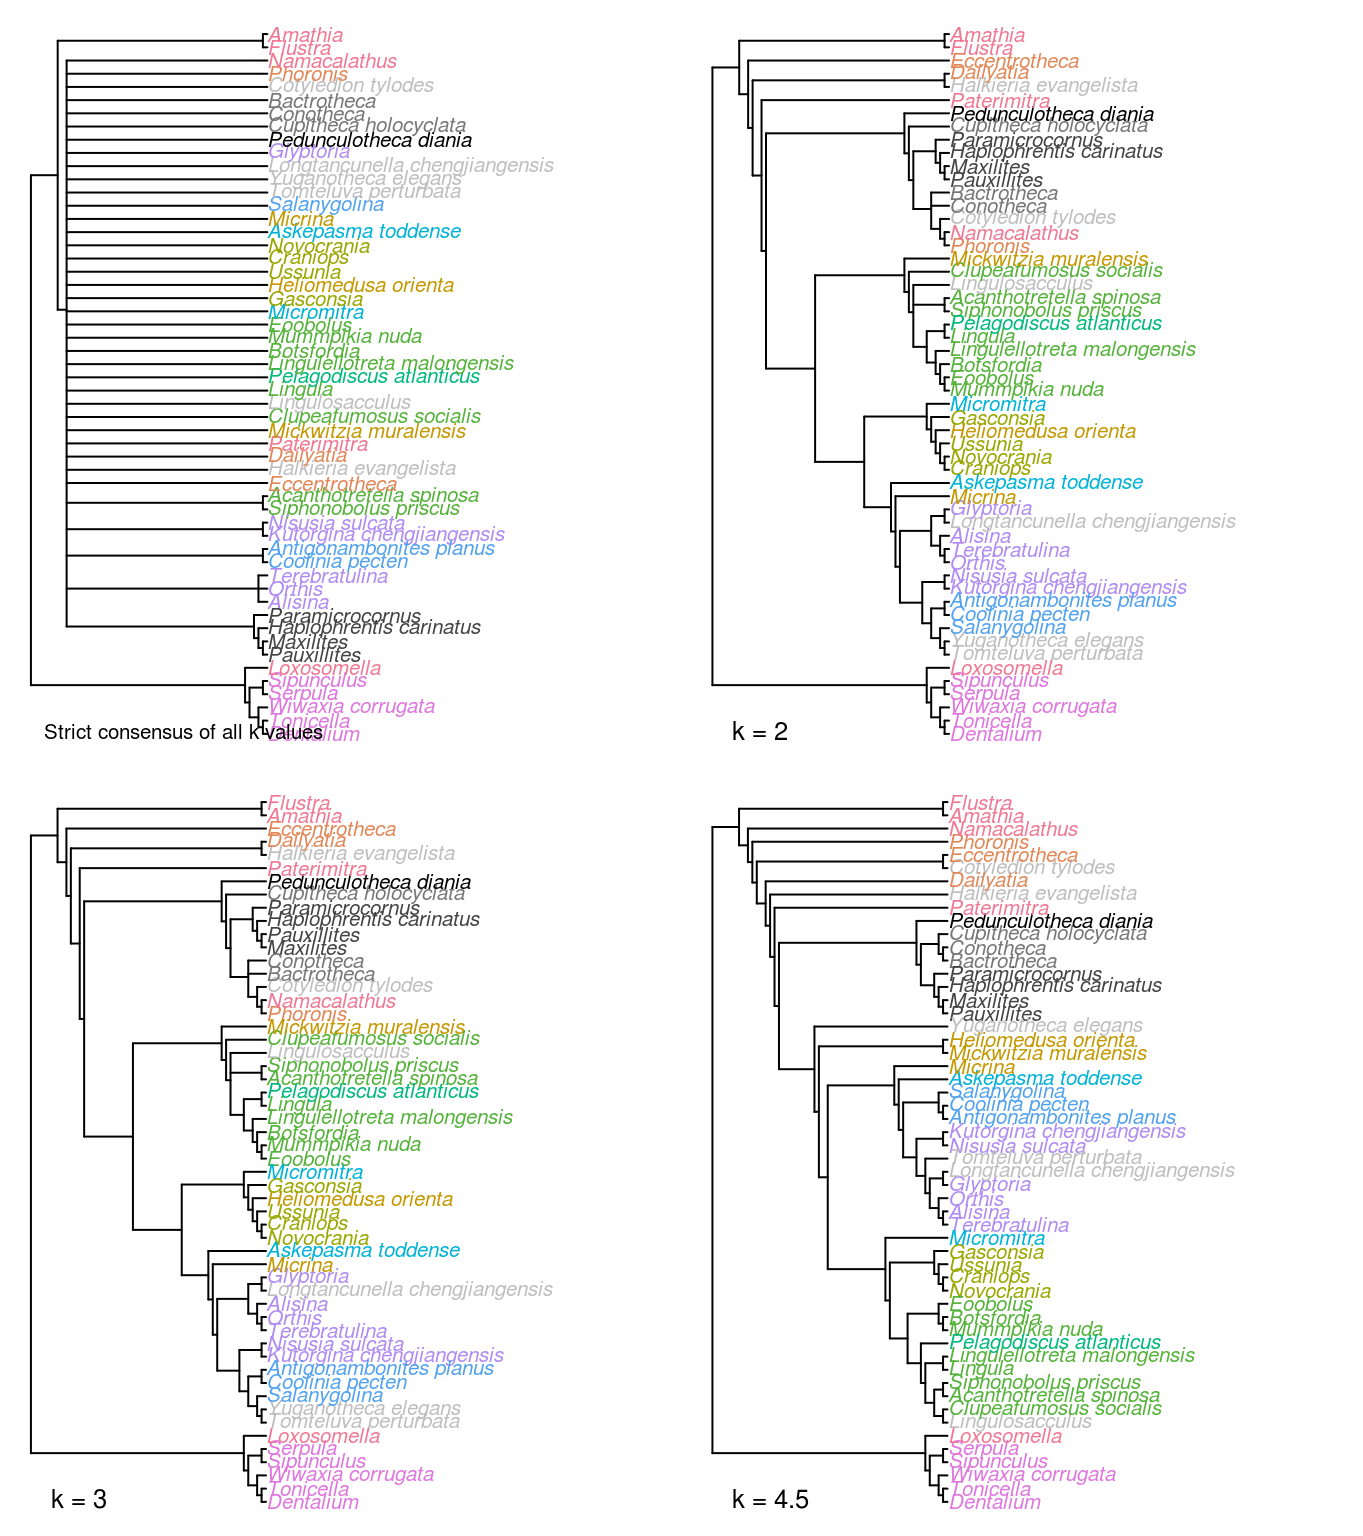 Amathia
Flustra
Namacalathus
Phoronis
Cotyledion tylodes
Bactrotheca
Conotheca
Cupitheca holocyclata
Pedunculotheca diania
Glyptoria
Longtancunella chengjiangensis
Yuganotheca elegans
Tomteluva perturbata
Salanygolina
Micrina
Askepasma toddense
Novocrania
Craniops
Ussunia
Heliomedusa orienta
Gasconsia
Micromitra
Eoobolus
Mummpikia nuda
Botsfordia
Lingulellotreta malongensis
Pelagodiscus atlanticus
Lingula
Lingulosacculus
Clupeafumosus socialis
Mickwitzia muralensis
Paterimitra
Dailyatia
Halkieria evangelista
Eccentrotheca
Acanthotretella spinosa
Siphonobolus priscus
Nisusia sulcata
Kutorgina chengjiangensis
Antigonambonites planus
Coolinia pecten
Terebratulina
Orthis
Alisina
Paramicrocornus
Haplophrentis carinatus
Maxilites
Pauxillites
Loxosomella
Sipunculus
Serpula
Wiwaxia corrugata
Tonicella
Dentalium
Strict consensus of all k values
Amathia
Flustra
Eccentrotheca
Dailyatia
Halkieria evangelista
Paterimitra
Pedunculotheca diania
Cupitheca holocyclata
Paramicrocornus
Haplophrentis carinatus
Maxilites
Pauxillites
Bactrotheca
Conotheca
Cotyledion tylodes
Namacalathus
Phoronis
Mickwitzia muralensis
Clupeafumosus socialis
Lingulosacculus
Acanthotretella spinosa
Siphonobolus priscus
Pelagodiscus atlanticus
Lingula
Lingulellotreta malongensis
Botsfordia
Eoobolus
Mummpikia nuda
Micromitra
Gasconsia
Heliomedusa orienta
Ussunia
Novocrania
Craniops
Askepasma toddense
Micrina
Glyptoria
Longtancunella chengjiangensis
Alisina
Terebratulina
Orthis
Nisusia sulcata
Kutorgina chengjiangensis
Antigonambonites planus
Coolinia pecten
Salanygolina
Yuganotheca elegans
Tomteluva perturbata
Loxosomella
Sipunculus
Serpula
Wiwaxia corrugata
Tonicella
Dentalium
k = 2
Flustra
Amathia
Eccentrotheca
Dailyatia
Halkieria evangelista
Paterimitra
Pedunculotheca diania
Cupitheca holocyclata
Paramicrocornus
Haplophrentis carinatus
Pauxillites
Maxilites
Conotheca
Bactrotheca
Cotyledion tylodes
Namacalathus
Phoronis
Mickwitzia muralensis
Clupeafumosus socialis
Lingulosacculus
Siphonobolus priscus
Acanthotretella spinosa
Pelagodiscus atlanticus
Lingula
Lingulellotreta malongensis
Botsfordia
Mummpikia nuda
Eoobolus
Micromitra
Gasconsia
Heliomedusa orienta
Ussunia
Craniops
Novocrania
Askepasma toddense
Micrina
Glyptoria
Longtancunella chengjiangensis
Alisina
Orthis
Terebratulina
Nisusia sulcata
Kutorgina chengjiangensis
Antigonambonites planus
Coolinia pecten
Salanygolina
Yuganotheca elegans
Tomteluva perturbata
Loxosomella
Serpula
Sipunculus
Wiwaxia corrugata
Tonicella
Dentalium
k = 3
Flustra
Amathia
Namacalathus
Phoronis
Eccentrotheca
Cotyledion tylodes
Dailyatia
Halkieria evangelista
Paterimitra
Pedunculotheca diania
Cupitheca holocyclata
Conotheca
Bactrotheca
Paramicrocornus
Haplophrentis carinatus
Maxilites
Pauxillites
Yuganotheca elegans
Heliomedusa orienta
Mickwitzia muralensis
Micrina
Askepasma toddense
Salanygolina
Coolinia pecten
Antigonambonites planus
Kutorgina chengjiangensis
Nisusia sulcata
Tomteluva perturbata
Longtancunella chengjiangensis
Glyptoria
Orthis
Alisina
Terebratulina
Micromitra
Gasconsia
Ussunia
Craniops
Novocrania
Eoobolus
Botsfordia
Mummpikia nuda
Pelagodiscus atlanticus
Lingulellotreta malongensis
Lingula
Siphonobolus priscus
Acanthotretella spinosa
Clupeafumosus socialis
Lingulosacculus
Loxosomella
Serpula
Sipunculus
Wiwaxia corrugata
Tonicella
Dentalium
k = 4.5